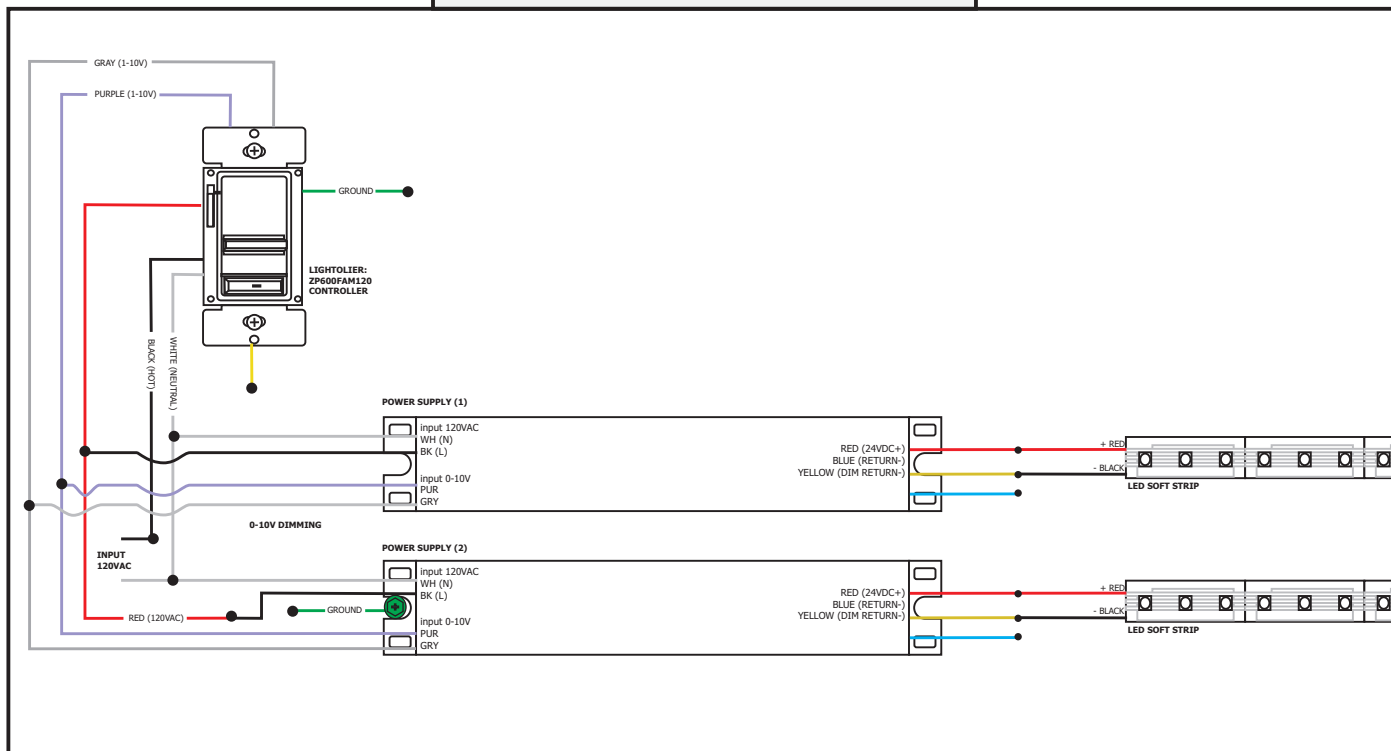 GRAY (1-10V)
PURPLE (1-10V)
GROUND
LIGHTOLIER:
ZP600FAM120
CONTROLLER
BLACK (HOT)
WHITE (NEUTRAL)
POWER SUPPLY (1)
input 120VAC
WH (N)
BK (L)
input 0-10V
PUR
GRY
RED (24VDC+)
BLUE (RETURN-)
YELLOW (DIM RETURN-)
+ RED
- BLACK
LED SOFT STRIP
0-10V DIMMING
INPUT
120VAC
POWER SUPPLY (2)
input 120VAC
WH (N)
BK (L)
GROUND
RED (120VAC)
input 0-10V
PUR
GRY
RED (24VDC+)
BLUE (RETURN-)
YELLOW (DIM RETURN-)
+ RED
- BLACK
LED SOFT STRIP